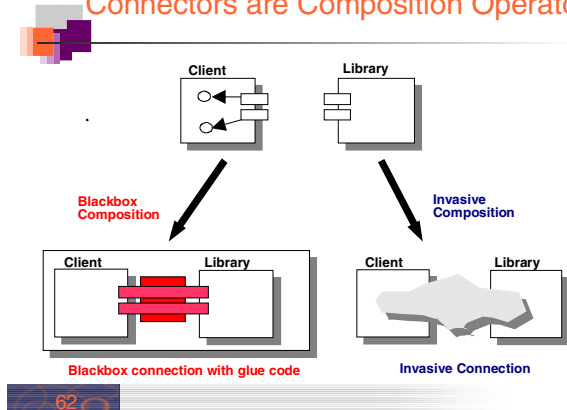 Connectors are Composition Operato
Client
Library
Blackbox
Composition
Invasive
Composition
Client
Library
Client
Library
Blackbox connection with glue code
Invasive Connection
62